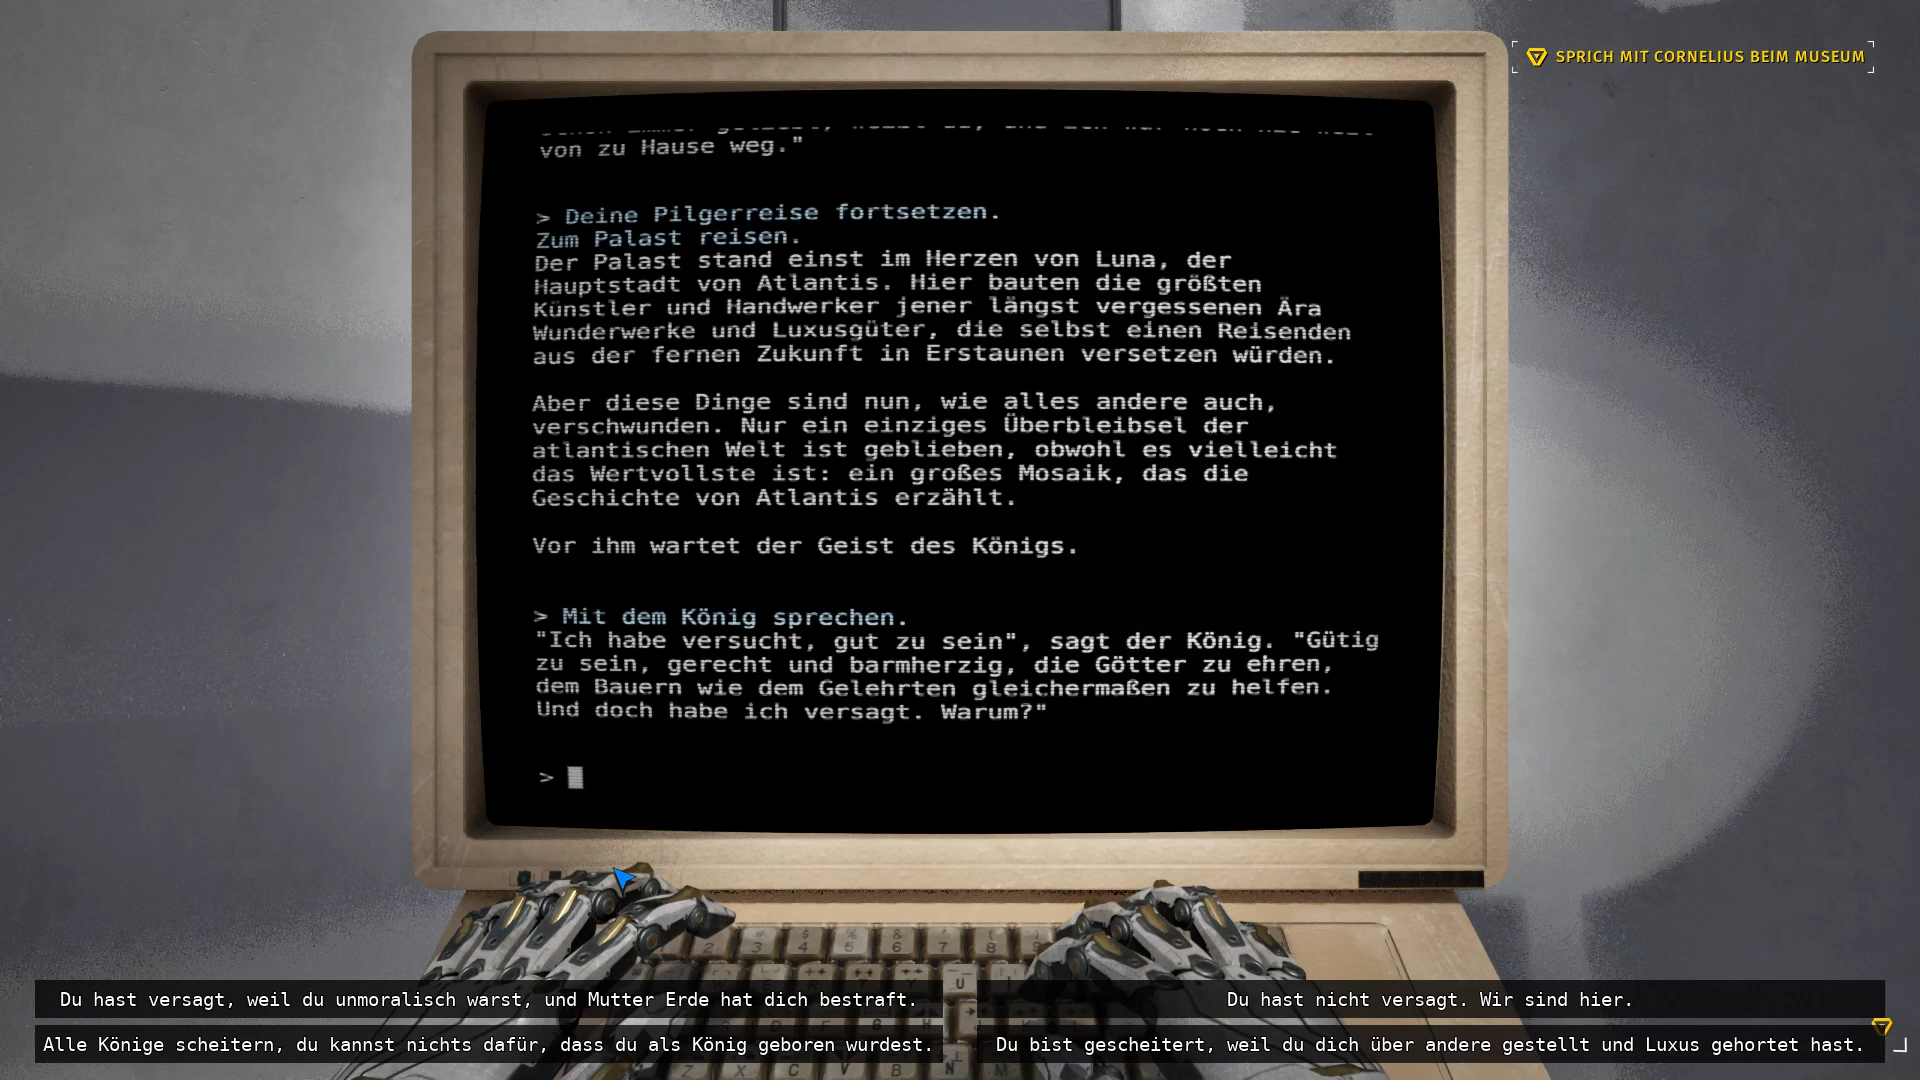 SPRICH MIT CORNELIUS BEIM MUSEUM
von zu Hause weg."
> Deine Pilgerreise fortsetzen.
Zum Palast reisen.
Der Palast stand einst im Herzen von Luna, der
Hauptstadt von Atlantis. Hier bauten die größten
Künstler und Handwerker jener längst vergessenen Ära
Wunderwerke und Luxusgüter, die selbst einen Reisenden
aus der fernen Zukunft in Erstaunen versetzen würden.
Aber diese Dinge sind nun, wie alles andere auch,
verschwunden. Nur ein einziges Überbleibsel der
atlantischen Welt ist geblieben, obwohl es vielleicht
das Wertvollste ist: ein großes Mosaik, das die
Geschichte von Atlantis erzählt.
Vor ihm wartet der Geist des Königs.
> Mit dem König sprechen.
"Ich habe versucht, gut zu sein", sagt der König. "Gütig
zu sein, gerecht und barmherzig, die Götter zu ehren,
dem Bauern wie dem Gelehrten gleichermaßen zu helfen.
Und doch habe ich versagt. Warum?"
>
Du hast versagt, weil du unmoralisch warst, und Mutter Erde hat dich bestraft.
Du hast nicht versagt. Wir sind hier.
Alle Könige scheitern, du kannst nichts dafür, dass du als König geboren wurdest.
Du bist gescheitert, weil du dich über andere gestellt und Luxus gehortet hast.